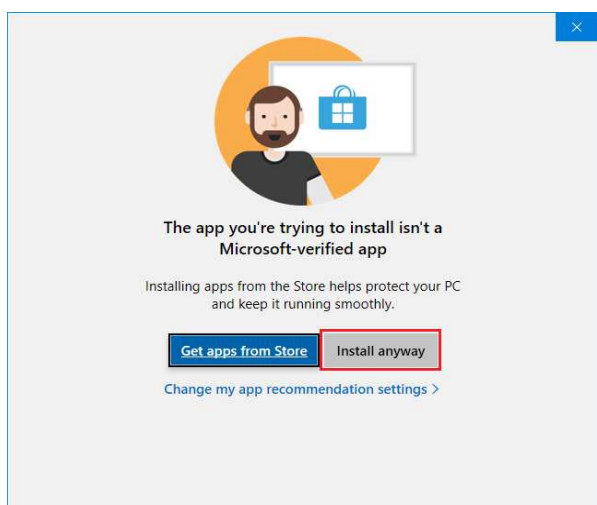 The app you're trying to install isn't a
Microsoft-verified app
Installing apps from the Store helps protect your PC
and keep it running smoothly.
Get apps from Store
Install anyway
Change my app recommendation settings >